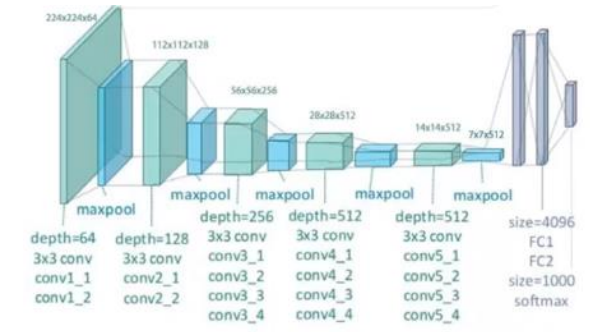 224x224x64
112x112x128
56x56x256
28x28x512
14x14x512
7x7x512
maxpool
maxpool
maxpool
maxpool
maxpool
depth=64
3x3 conv
conv1_1
conv1_2
depth=128
3x3 conv
conv2_1
conv2_2
depth=256
3x3 conv
conv3_1
conv3_2
conv3_3
conv3_4
depth=512
3x3 conv
conv4_1
conv4_2
conv4_3
conv4_4
depth=512
3x3 conv
conv5_1
conv5_2
conv5_3
conv5_4
size=4096
FC1
FC2
size=1000
softmax